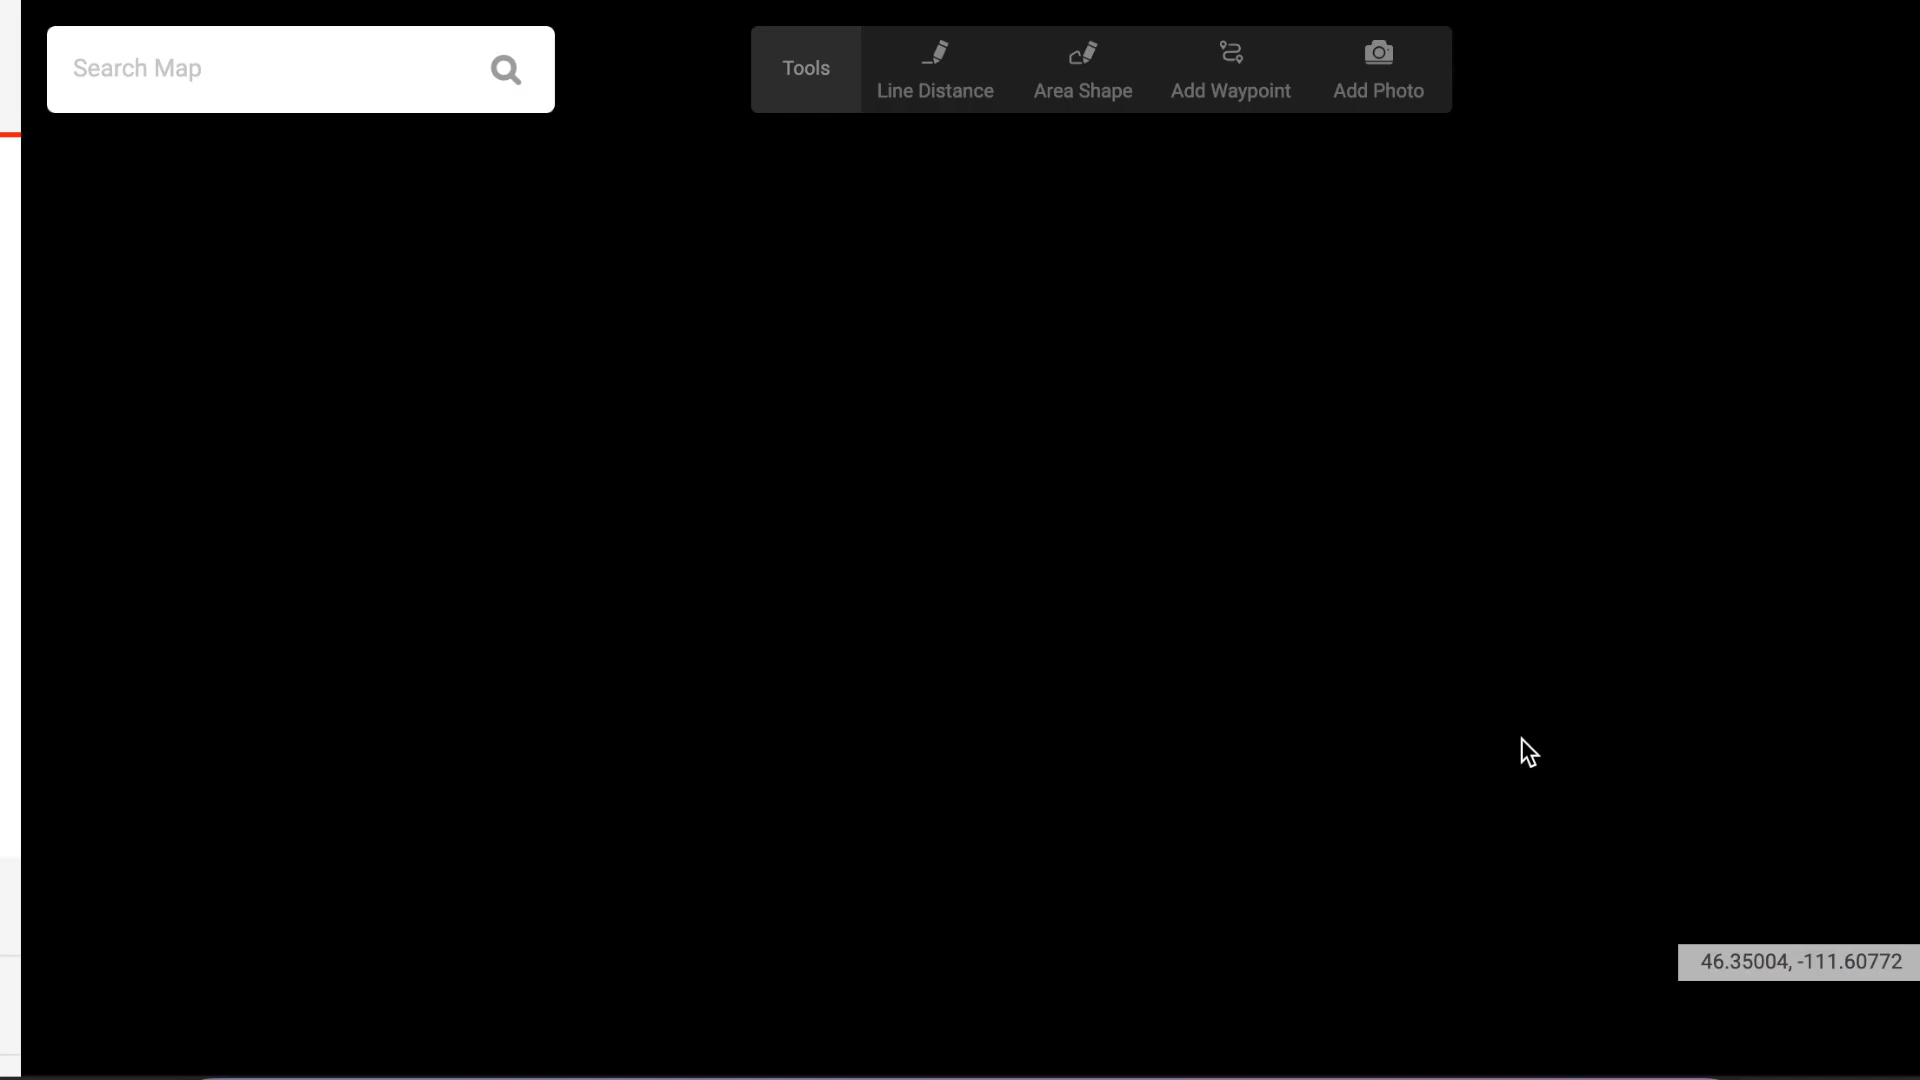 Search Map
Tools
Line Distance
Area Shape
Add Waypoint
Add Photo
46.35004, -111.60772